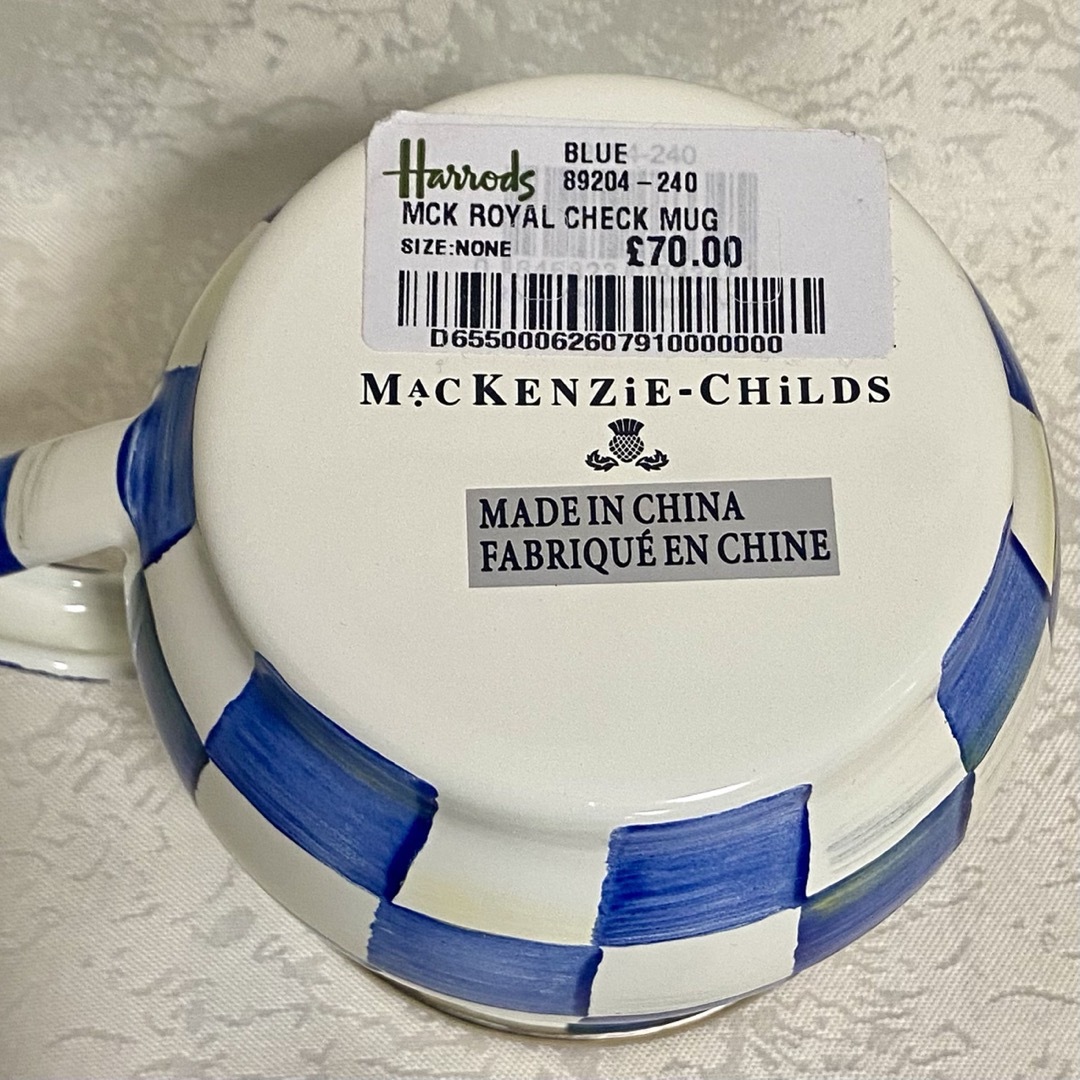 Harrods BLUE
89204-240
MCK ROYAL CHECK MUG
SIZE:NONE £70.00
D65500062607910000000
MACKENZiE-CHiLDS
MADE IN CHINA
FABRIQUÉ EN CHINE